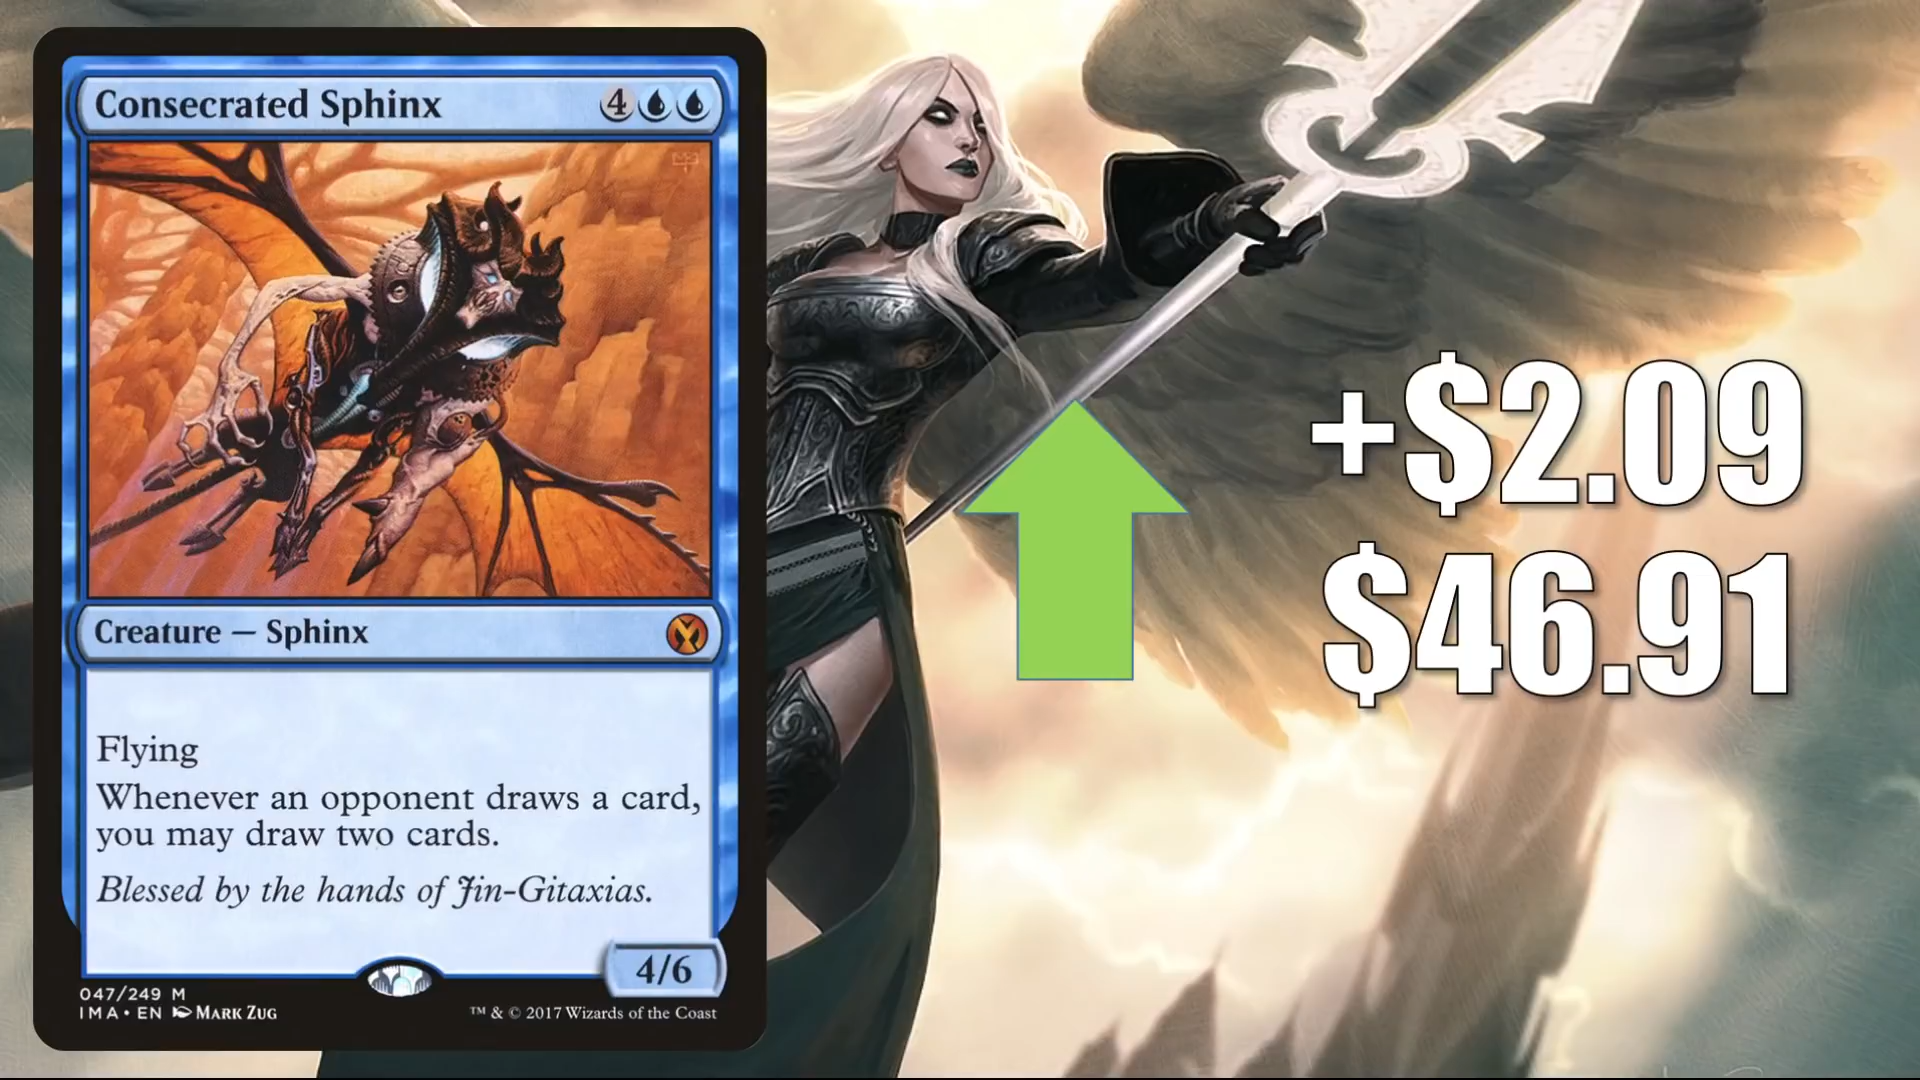 Consecrated Sphinx 4
Creature — Sphinx
Flying
Whenever an opponent draws a card,
you may draw two cards.
Blessed by the hands of Jin-Gitaxias.
4/6
047/249 M
IMA • EN Mark Zug
™ & © 2017 Wizards of the Coast
+$2.09
$46.91